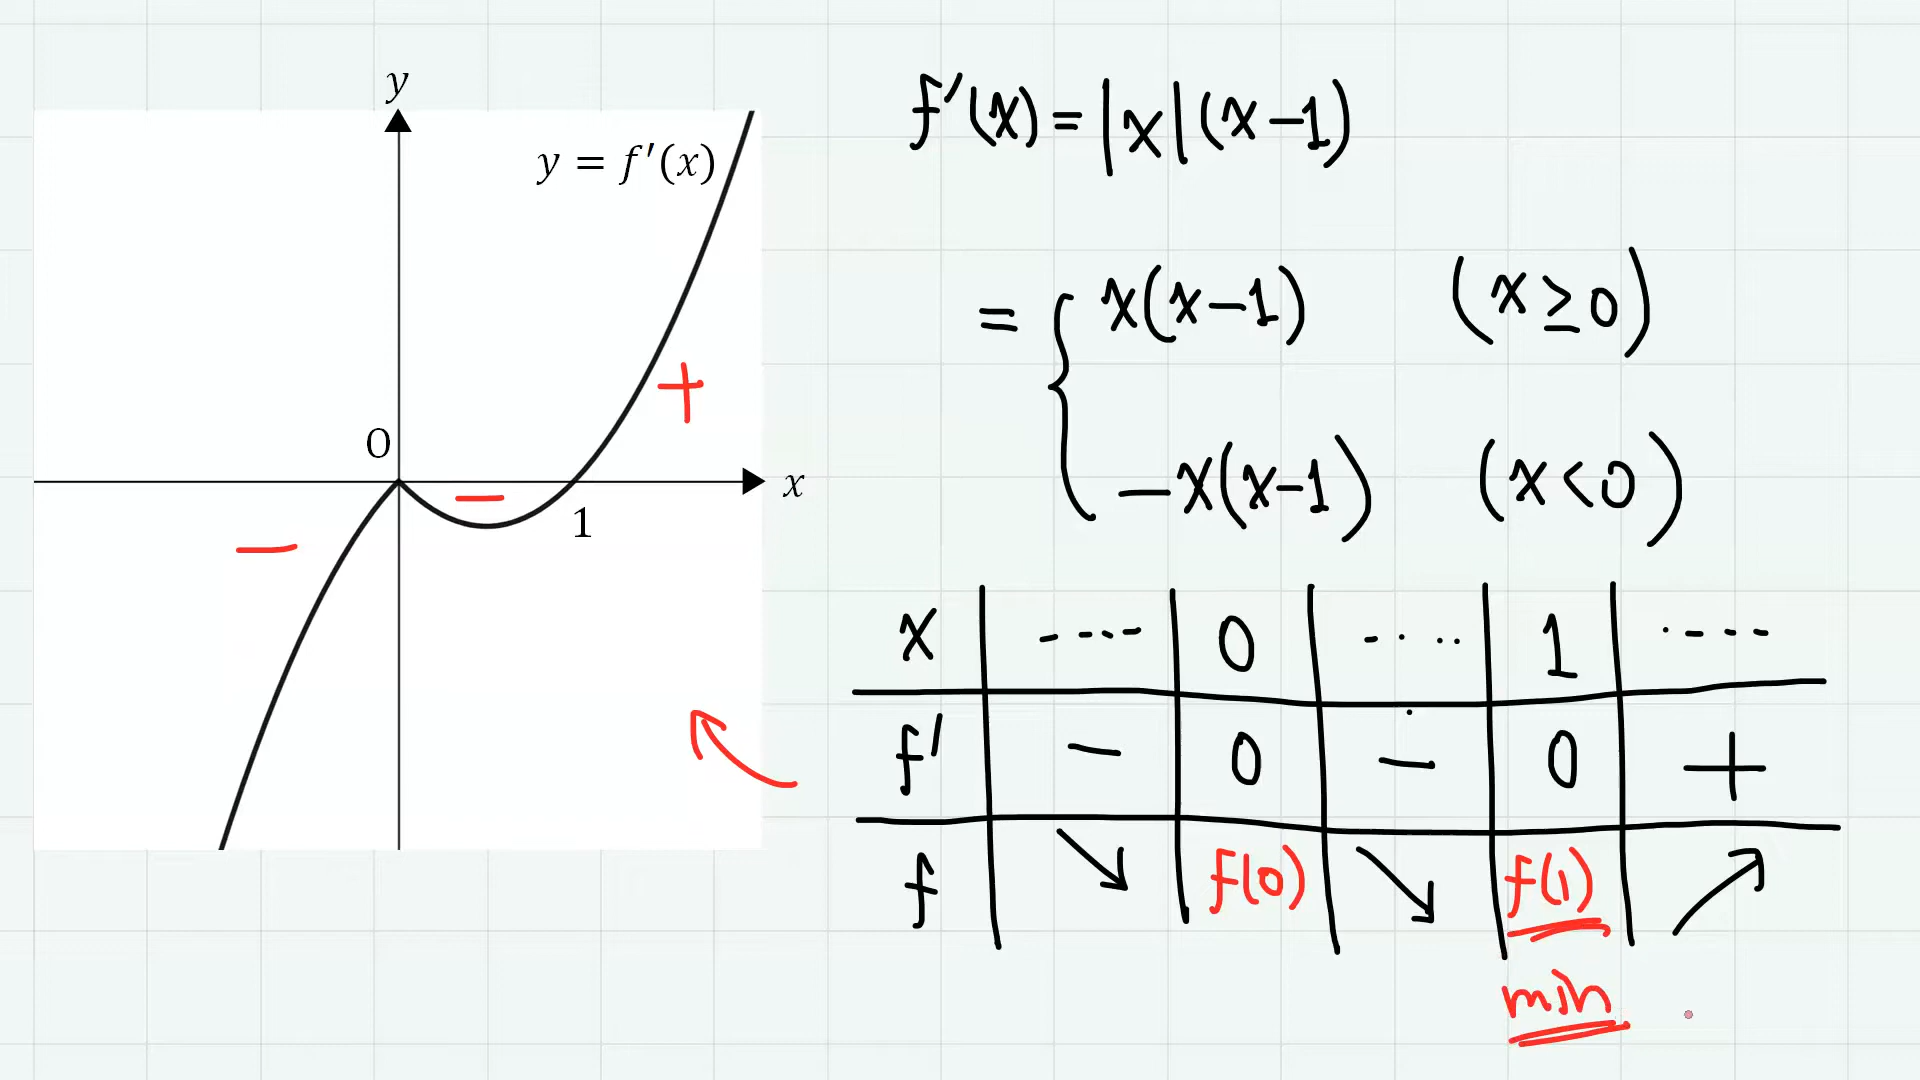 y
y = f′(x)
+
0
−
x
1
−
f′(x) = |x|(x−1)
= { x(x−1) (x≥0)
−x(x−1) (x<0)
x ---- 0 -··· 1 ·---
f′ − 0 − 0 +
f ↘ f(0) ↘ f(1) ↗
min